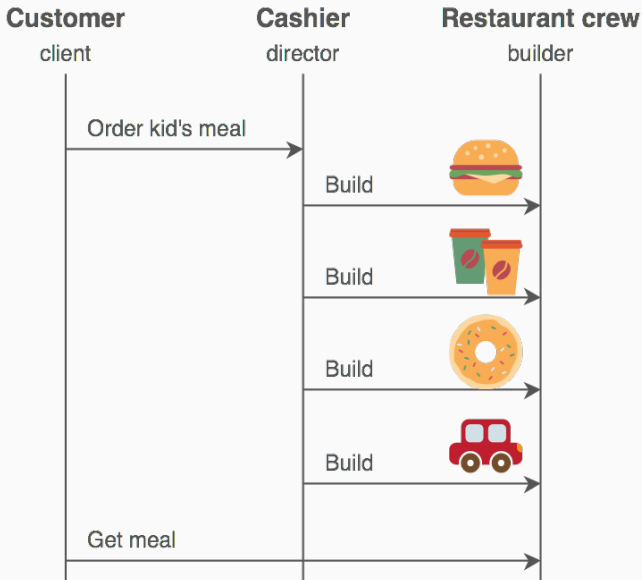 Customer Cashier Restaurant crew
client director builder
Order kid's meal
Build
Build
Build
Build
Get meal